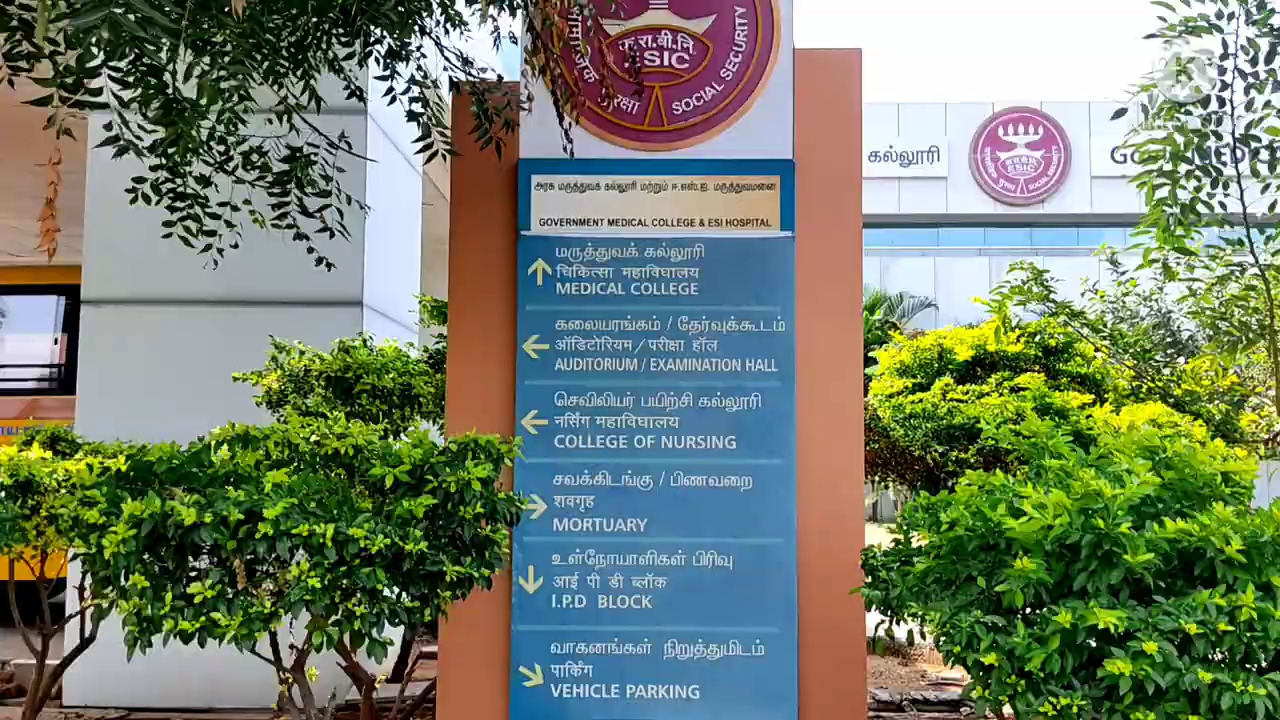 सामाजिक सुरक्षा
क.रा.बी.नि.
ESIC
SOCIAL SECURITY
கல்லூரி
क.रा.बी.नि.
ESIC
SOCIAL SECURITY
அரசு மருத்துவக் கல்லூரி மற்றும் ஈ.எஸ்.ஐ. மருத்துவமனை
GOVERNMENT MEDICAL COLLEGE & ESI HOSPITAL
மருத்துவக் கல்லூரி
चिकित्सा महाविघालय
MEDICAL COLLEGE
கலையரங்கம் / தேர்வுக்கூடம்
ऑडिटोरियम/परीक्षा हॉल
AUDITORIUM / EXAMINATION HALL
செவிலியர் பயிற்சி கல்லூரி
नर्सिंग महाविघालय
COLLEGE OF NURSING
சவக்கிடங்கு / பிணவறை
शवगृह
MORTUARY
உள்நோயாளிகள் பிரிவு
आई पी डी ब्लॉक
I.P.D BLOCK
வாகனங்கள் நிறுத்துமிடம்
पार्किंग
VEHICLE PARKING